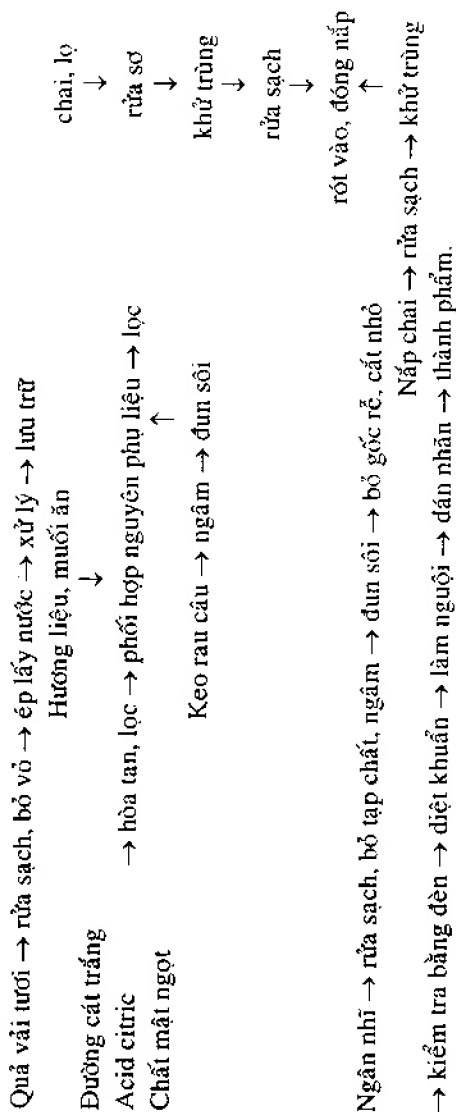 Quả vải tươi → rửa sạch, bỏ vỏ → ép lấy nước → xử lý → lưu trữ
Hương liệu, muối ăn
↓
Đường cát trắng
Acid citric → hòa tan, lọc → phối hợp nguyên phụ liệu → lọc
Chất mật ngọt
↑
Keo rau câu → ngâm → đun sôi
chai, lọ
↓
rửa sơ
↓
khử trùng
↓
rửa sạch
↓
Ngân nhĩ → rửa sạch, bỏ tạp chất, ngâm → đun sôi → bỏ gốc rễ, cắt nhỏ
rót vào, đóng nắp
↑
Nắp chai → rửa sạch → khử trùng
→ kiểm tra bằng đèn → diệt khuẩn → làm nguội → dán nhãn → thành phẩm.